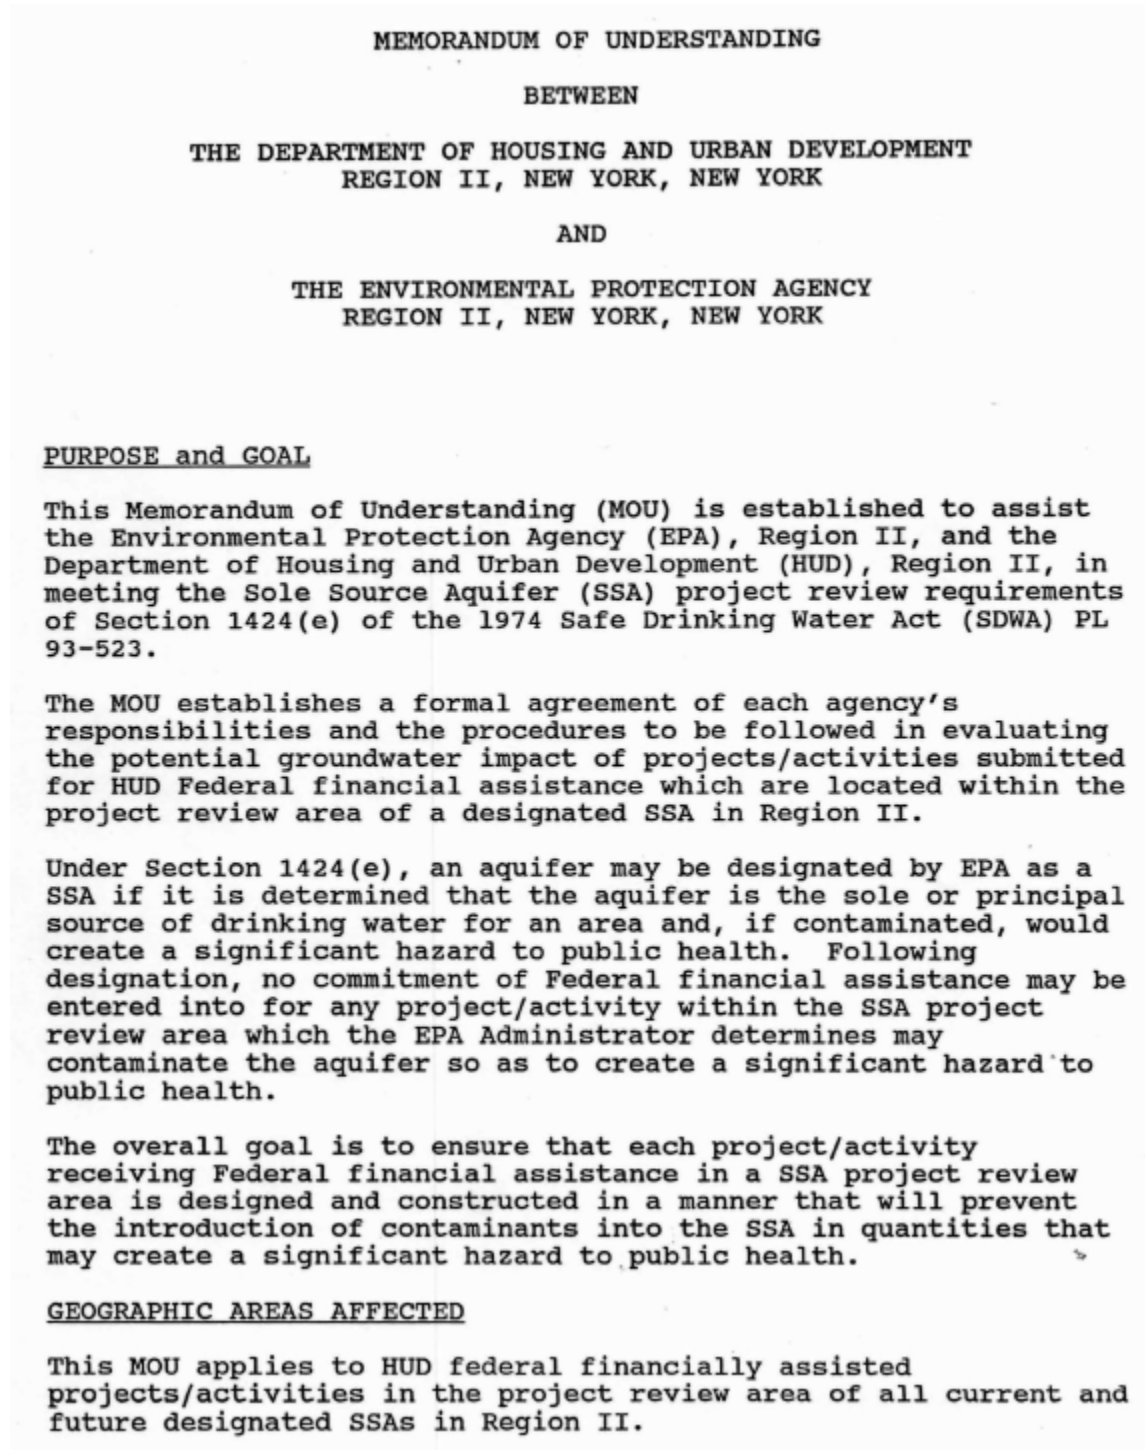 MEMORANDUM OF UNDERSTANDING
BETWEEN
THE DEPARTMENT OF HOUSING AND URBAN DEVELOPMENT
REGION II, NEW YORK, NEW YORK
AND
THE ENVIRONMENTAL PROTECTION AGENCY
REGION II, NEW YORK, NEW YORK
PURPOSE and GOAL
This Memorandum of Understanding (MOU) is established to assist
the Environmental Protection Agency (EPA), Region II, and the
Department of Housing and Urban Development (HUD), Region II, in
meeting the Sole Source Aquifer (SSA) project review requirements
of Section 1424(e) of the 1974 Safe Drinking Water Act (SDWA) PL
93-523.
The MOU establishes a formal agreement of each agency's
responsibilities and the procedures to be followed in evaluating
the potential groundwater impact of projects/activities submitted
for HUD Federal financial assistance which are located within the
project review area of a designated SSA in Region II.
Under Section 1424(e), an aquifer may be designated by EPA as a
SSA if it is determined that the aquifer is the sole or principal
source of drinking water for an area and, if contaminated, would
create a significant hazard to public health.  Following
designation, no commitment of Federal financial assistance may be
entered into for any project/activity within the SSA project
review area which the EPA Administrator determines may
contaminate the aquifer so as to create a significant hazard to
public health.
The overall goal is to ensure that each project/activity
receiving Federal financial assistance in a SSA project review
area is designed and constructed in a manner that will prevent
the introduction of contaminants into the SSA in quantities that
may create a significant hazard to public health.
GEOGRAPHIC AREAS AFFECTED
This MOU applies to HUD federal financially assisted
projects/activities in the project review area of all current and
future designated SSAs in Region II.